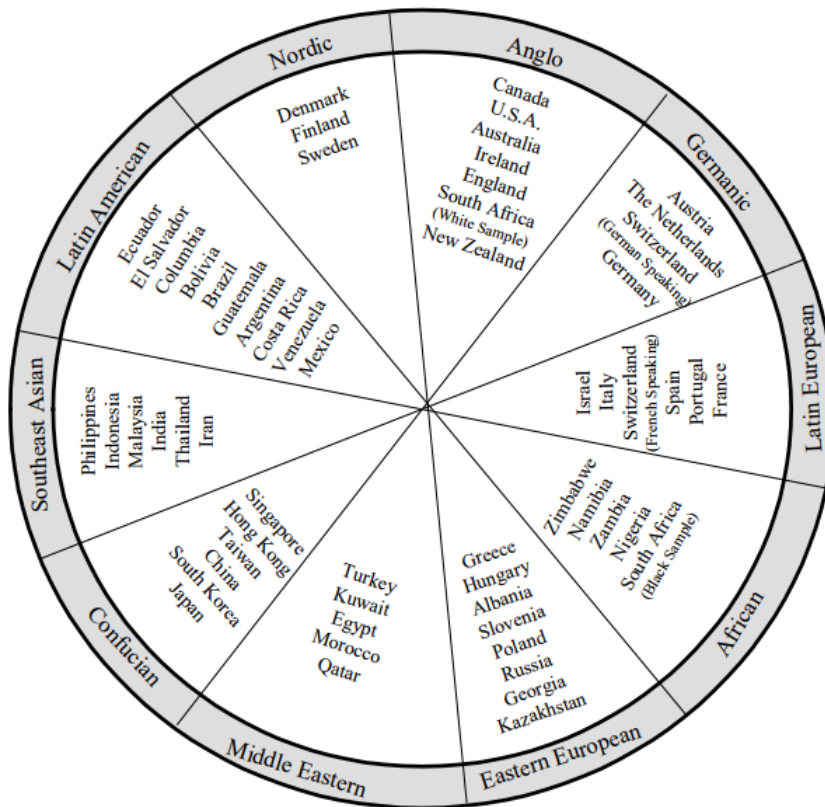 Nordic
Denmark
Finland
Sweden
Anglo
Canada
U.S.A.
Australia
Ireland
England
South Africa
(White Sample)
New Zealand
Germanic
Austria
The Netherlands
Switzerland
(German Speaking)
Germany
Latin European
Israel
Italy
Switzerland
(French Speaking)
Spain
Portugal
France
African
Zimbabwe
Namibia
Zambia
Nigeria
South Africa
(Black Sample)
Eastern European
Greece
Hungary
Albania
Slovenia
Poland
Russia
Georgia
Kazakhstan
Middle Eastern
Turkey
Kuwait
Egypt
Morocco
Qatar
Confucian
Singapore
Hong Kong
Taiwan
China
South Korea
Japan
Southeast Asian
Philippines
Indonesia
Malaysia
India
Thailand
Iran
Latin American
Ecuador
El Salvador
Columbia
Bolivia
Brazil
Guatemala
Argentina
Costa Rica
Venezuela
Mexico